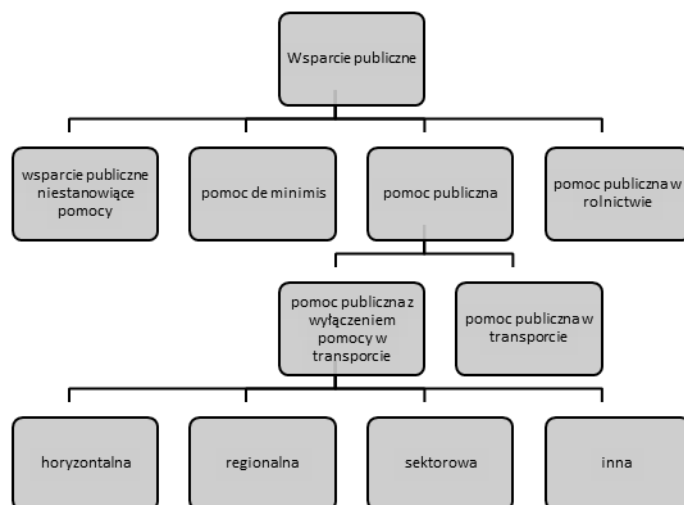 Wsparcie publiczne
wsparcie publiczne
niestanowiące
pomocy
pomoc de minimis
pomoc publiczna
pomoc publiczna w
rolnictwie
pomoc publiczna z
wyłączeniem
pomocy w
transporcie
pomoc publiczna w
transporcie
horyzontalna
regionalna
sektorowa
inna